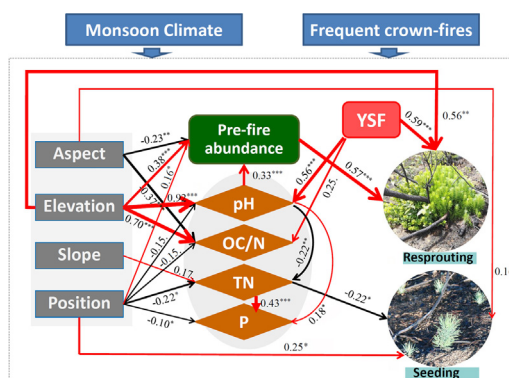 Monsoon Climate
Frequent crown-fires
YSF
Pre-fire
abundance
Aspect
Elevation
Slope
Position
pH
OC/N
TN
P
Resprouting
Seeding
-0.23**
0.38***
0.16*
0.93***
0.70***
-0.15.
-0.15.
0.17.
-0.22*
-0.10*
0.33***
0.56***
0.25.
0.57***
0.59***
0.56**
-0.22**
0.43***
0.18*
-0.22*
0.25*